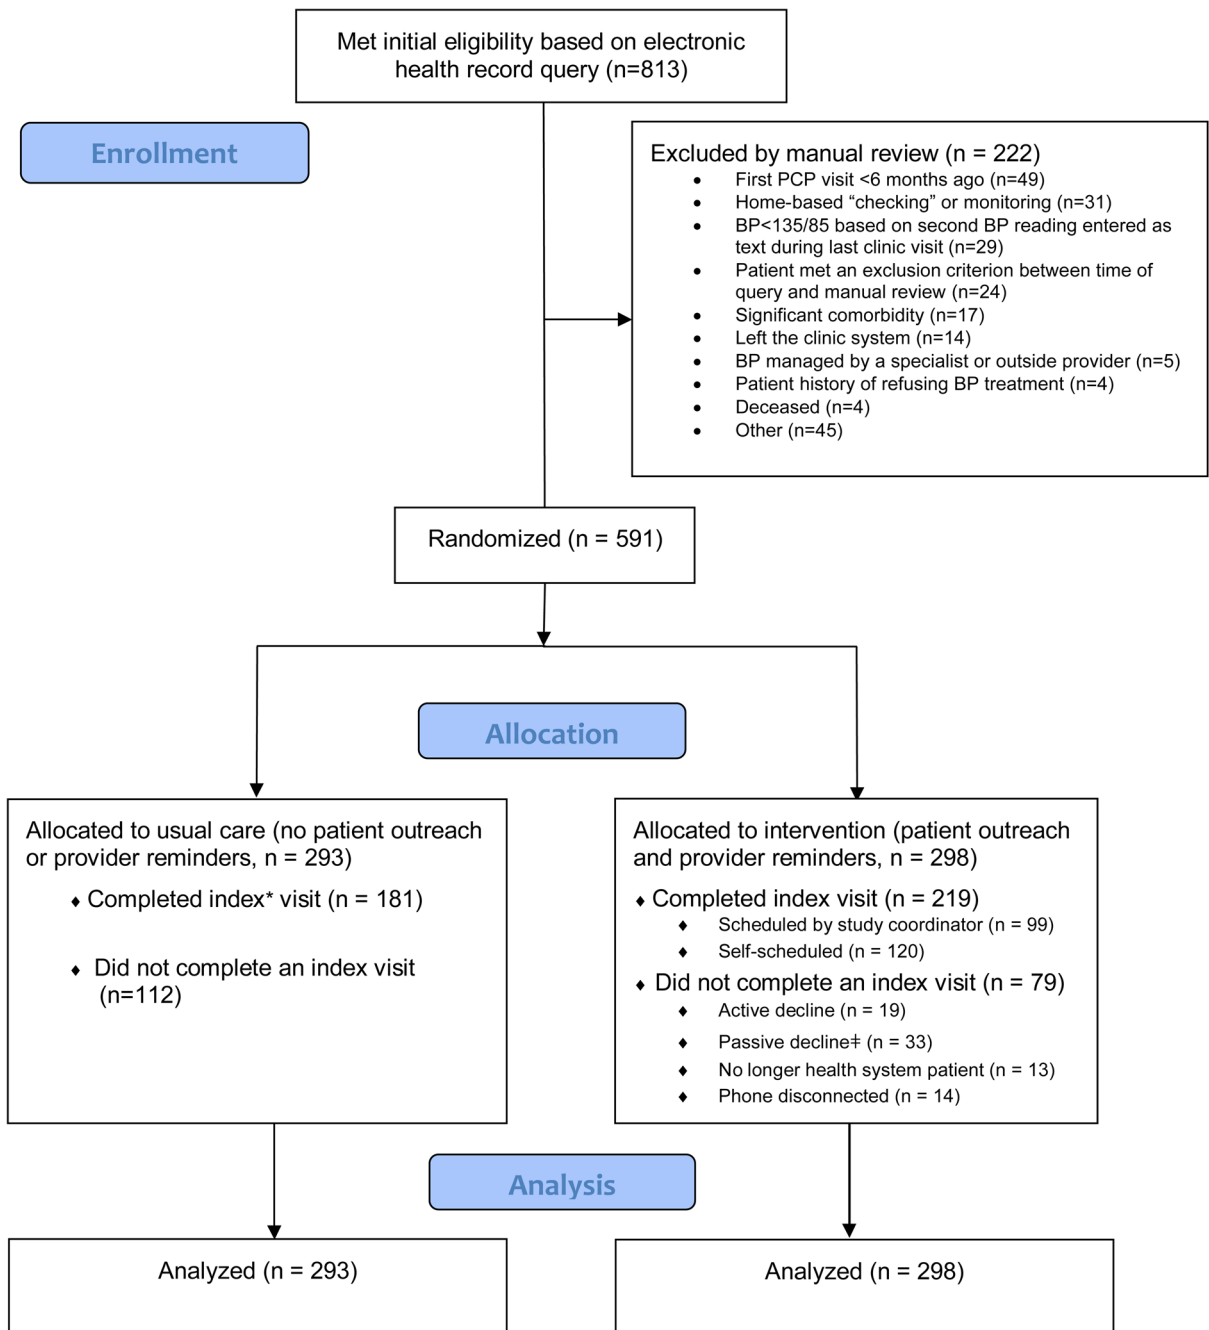 Met initial eligibility based on electronic
health record query (n=813)
Enrollment
Excluded by manual review (n = 222)
• First PCP visit <6 months ago (n=49)
• Home-based “checking” or monitoring (n=31)
• BP<135/85 based on second BP reading entered as
text during last clinic visit (n=29)
• Patient met an exclusion criterion between time of
query and manual review (n=24)
• Significant comorbidity (n=17)
• Left the clinic system (n=14)
• BP managed by a specialist or outside provider (n=5)
• Patient history of refusing BP treatment (n=4)
• Deceased (n=4)
• Other (n=45)
Randomized (n = 591)
Allocation
Allocated to usual care (no patient outreach
or provider reminders, n = 293)
♦ Completed index* visit (n = 181)
♦ Did not complete an index visit
(n=112)
Allocated to intervention (patient outreach
and provider reminders, n = 298)
♦ Completed index visit (n = 219)
♦ Scheduled by study coordinator (n = 99)
♦ Self-scheduled (n = 120)
♦ Did not complete an index visit (n = 79)
♦ Active decline (n = 19)
♦ Passive decline‡ (n = 33)
♦ No longer health system patient (n = 13)
♦ Phone disconnected (n = 14)
Analysis
Analyzed (n = 293)
Analyzed (n = 298)